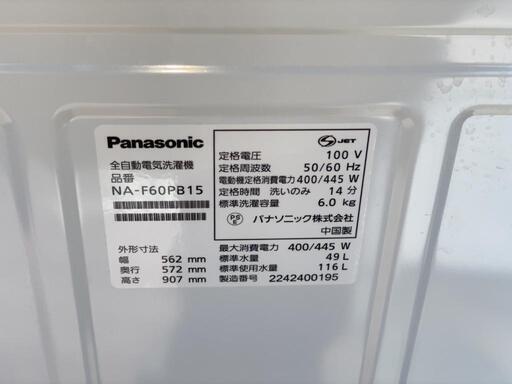 Panasonic
全自動電気洗濯機
品番
NA-F60PB15
外形寸法
幅 562 mm
奥行 572 mm
高さ 907 mm
S JET
定格電圧 100 V
定格周波数 50/60 Hz
電動機定格消費電力 400/445 W
定格時間 洗いのみ 14 分
標準洗濯容量 6.0 kg
PS E パナソニック株式会社
中国製
最大消費電力 400/445 W
標準水量 49 L
標準使用水量 116 L
製造番号 2242400195